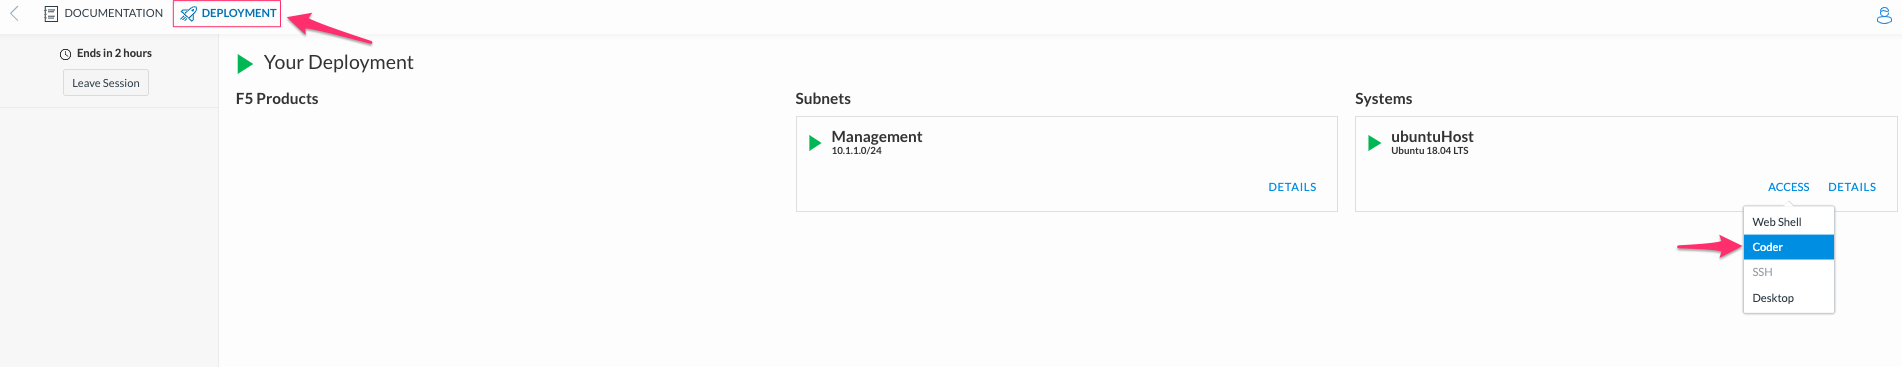 DOCUMENTATION
DEPLOYMENT
Ends in 2 hours
Leave Session
Your Deployment
F5 Products
Subnets
Management
10.1.1.0/24
DETAILS
Systems
ubuntuHost
Ubuntu 18.04 LTS
ACCESS DETAILS
Web Shell
Coder
SSH
Desktop